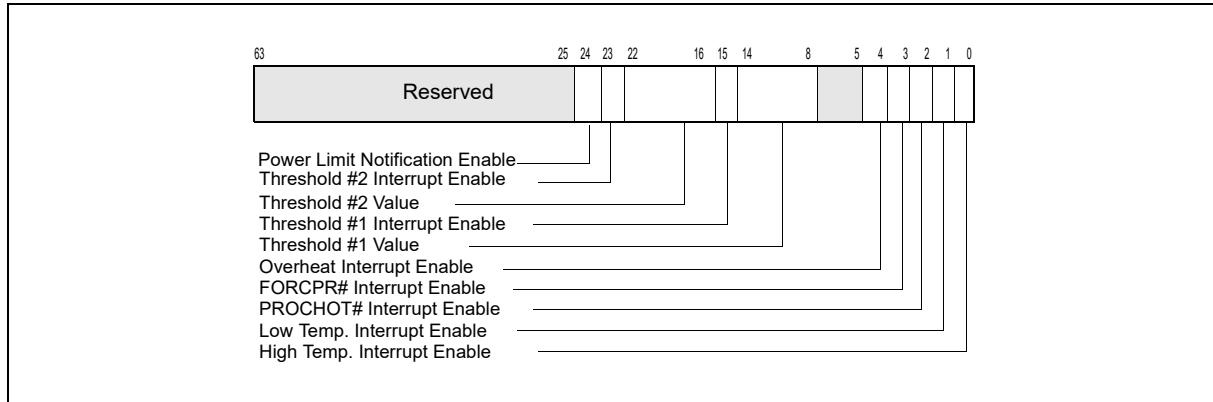 63 25 24 23 22 16 15 14 8 5 4 3 2 1 0
Reserved
Power Limit Notification Enable
Threshold #2 Interrupt Enable
Threshold #2 Value
Threshold #1 Interrupt Enable
Threshold #1 Value
Overheat Interrupt Enable
FORCPR# Interrupt Enable
PROCHOT# Interrupt Enable
Low Temp. Interrupt Enable
High Temp. Interrupt Enable